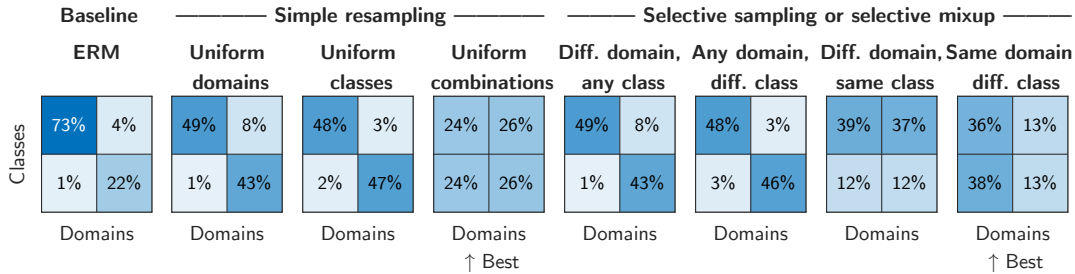 Baseline Simple resampling Selective sampling or selective mixup
ERM Uniform Uniform Uniform Diff. domain, Any domain, Diff. domain, Same domain
domains classes combinations any class diff. class same class diff. class
73% 4% 49% 8% 48% 3% 24% 26% 49% 8% 48% 3% 39% 37% 36% 13%
Classes
1% 22% 1% 43% 2% 47% 24% 26% 1% 43% 3% 46% 12% 12% 38% 13%
Domains Domains Domains Domains Domains Domains Domains Domains
↑ Best ↑ Best